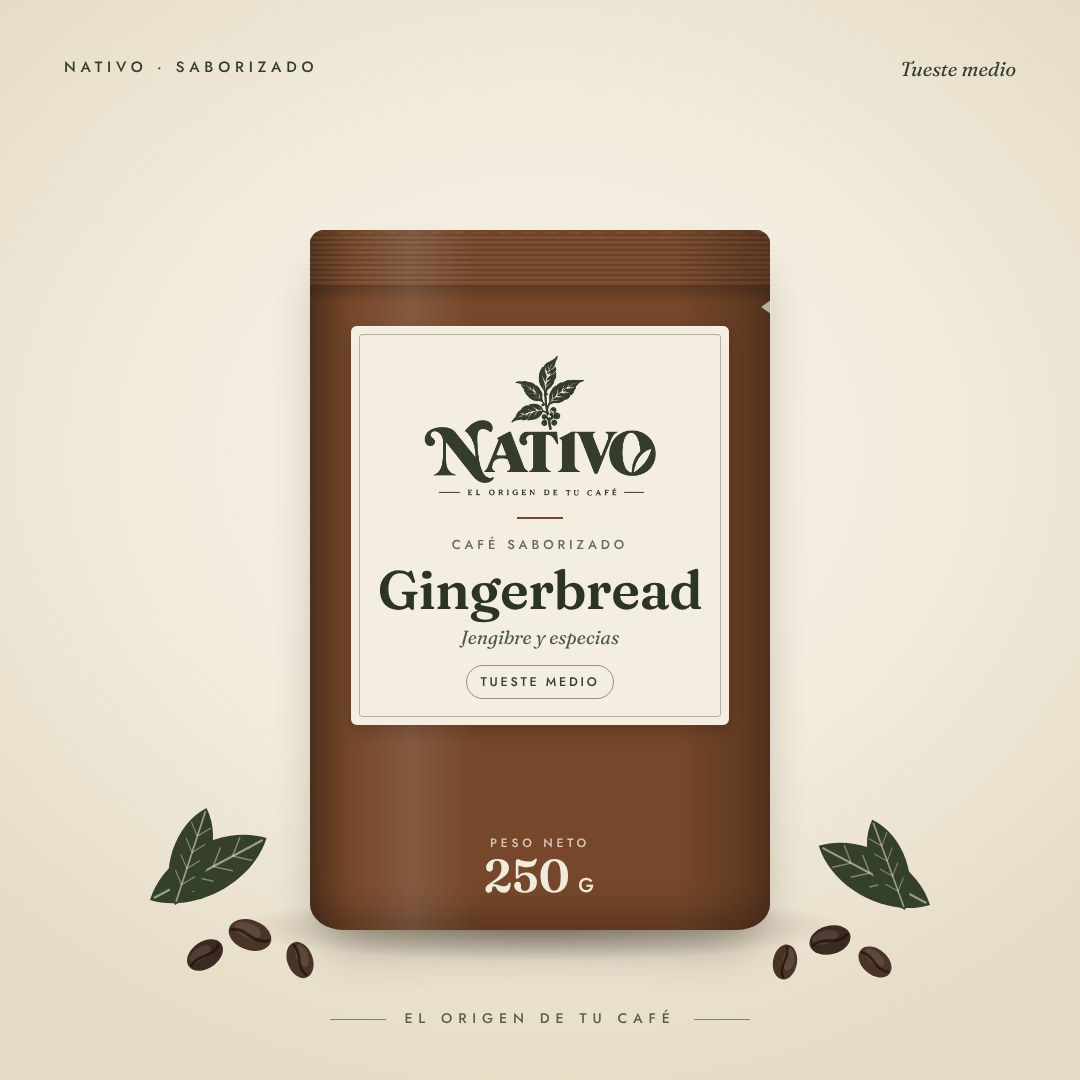 NATIVO · SABORIZADO
Tueste medio
NATIVO
EL ORIGEN DE TU CAFÉ
CAFÉ SABORIZADO
Gingerbread
Jengibre y especias
TUESTE MEDIO
PESO NETO
250 G
EL ORIGEN DE TU CAFÉ